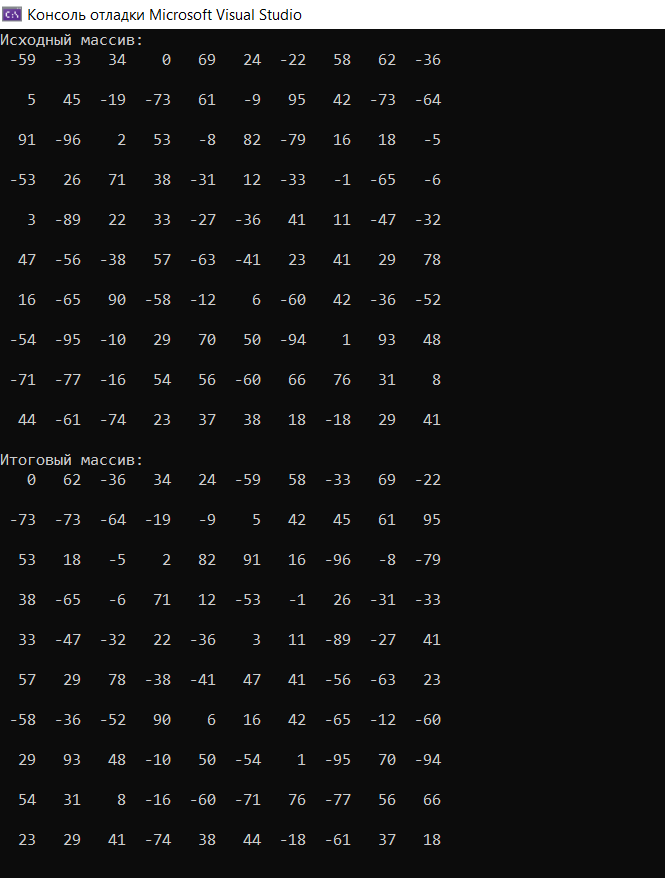 Консоль отладки Microsoft Visual Studio
Исходный массив:
-59 -33 34 0 69 24 -22 58 62 -36
5 45 -19 -73 61 -9 95 42 -73 -64
91 -96 2 53 -8 82 -79 16 18 -5
-53 26 71 38 -31 12 -33 -1 -65 -6
3 -89 22 33 -27 -36 41 11 -47 -32
47 -56 -38 57 -63 -41 23 41 29 78
16 -65 90 -58 -12 6 -60 42 -36 -52
-54 -95 -10 29 70 50 -94 1 93 48
-71 -77 -16 54 56 -60 66 76 31 8
44 -61 -74 23 37 38 18 -18 29 41
Итоговый массив:
0 62 -36 34 24 -59 58 -33 69 -22
-73 -73 -64 -19 -9 5 42 45 61 95
53 18 -5 2 82 91 16 -96 -8 -79
38 -65 -6 71 12 -53 -1 26 -31 -33
33 -47 -32 22 -36 3 11 -89 -27 41
57 29 78 -38 -41 47 41 -56 -63 23
-58 -36 -52 90 6 16 42 -65 -12 -60
29 93 48 -10 50 -54 1 -95 70 -94
54 31 8 -16 -60 -71 76 -77 56 66
23 29 41 -74 38 44 -18 -61 37 18